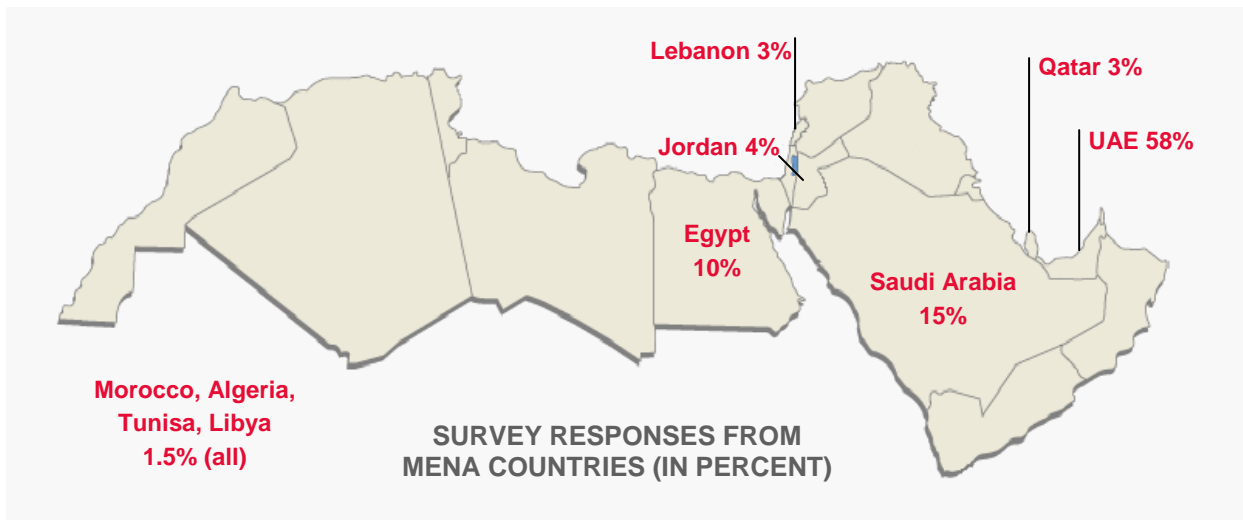 Lebanon 3%
Qatar 3%
Jordan 4%
UAE 58%
Egypt
10%
Saudi Arabia
15%
Morocco, Algeria,
Tunisa, Libya
1.5% (all)
SURVEY RESPONSES FROM
MENA COUNTRIES (IN PERCENT)